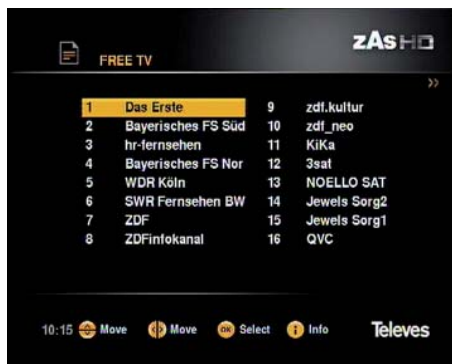 zAs HD
FREE TV
»
1 Das Erste
2 Bayerisches FS Süd
3 hr-fernsehen
4 Bayerisches FS Nor
5 WDR Köln
6 SWR Fernsehen BW
7 ZDF
8 ZDFinfokanal
9 zdf.kultur
10 zdf_neo
11 KiKa
12 3sat
13 NOELLO SAT
14 Jewels Sorg2
15 Jewels Sorg1
16 QVC
10:15 Move Move OK Select i Info Televes